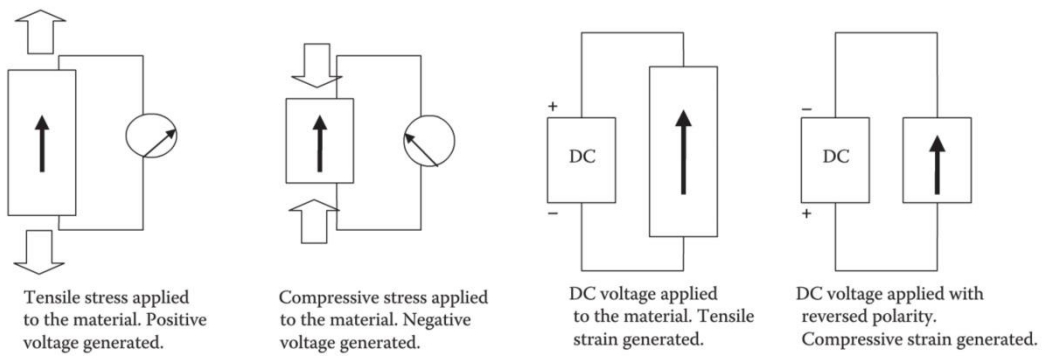 +
−
DC
−
+
DC
Tensile stress applied
to the material. Positive
voltage generated.
Compressive stress applied
to the material. Negative
voltage generated.
DC voltage applied
to the material. Tensile
strain generated.
DC voltage applied with
reversed polarity.
Compressive strain generated.